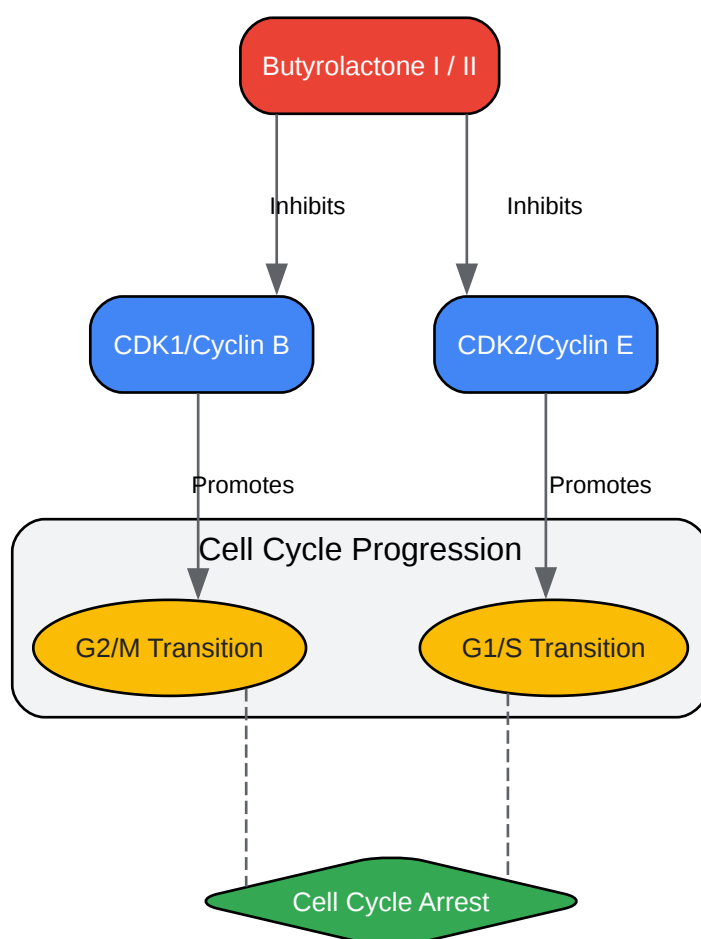 Butyrolactone I / II
Inhibits
Inhibits
CDK1/Cyclin B
CDK2/Cyclin E
Promotes
Promotes
Cell Cycle Progression
G2/M Transition
G1/S Transition
Cell Cycle Arrest